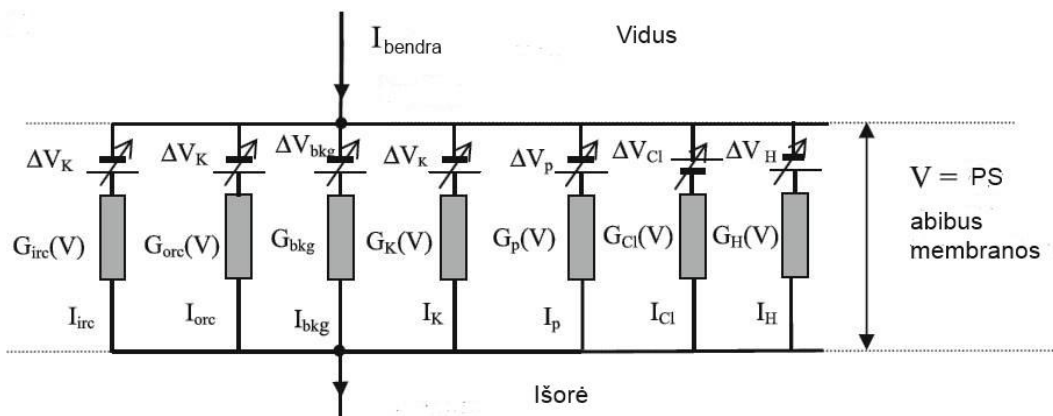 I bendra
Vidus
ΔV_K ΔV_K ΔV_bkg ΔV_K ΔV_p ΔV_Cl ΔV_H
V = PS
abibus
membranos
G_irc(V) G_orc(V) G_bkg G_K(V) G_p(V) G_Cl(V) G_H(V)
I_irc I_orc I_bkg I_K I_p I_Cl I_H
Išorė